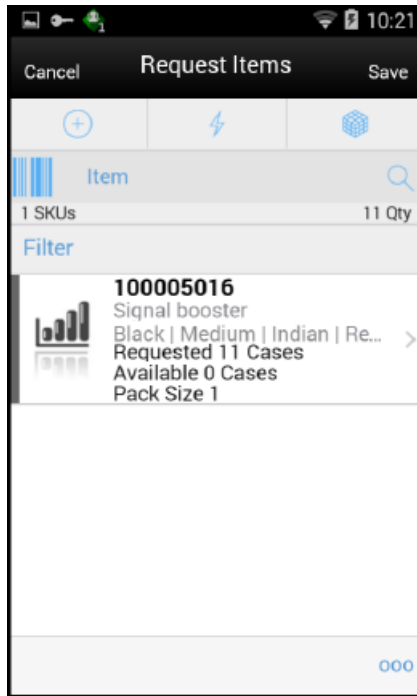 1 10:21
Cancel Request Items Save
Item
1 SKUs 11 Qty
Filter
100005016
Signal booster
Black | Medium | Indian | Re...
Requested 11 Cases
Available 0 Cases
Pack Size 1